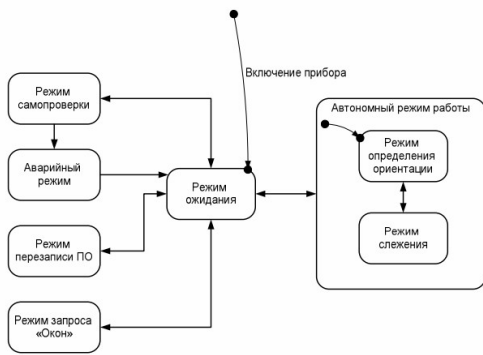 Включение прибора
Режим
самопроверки
Автономный режим работы
Режим
определения
ориентации
Аварийный
режим
Режим
ожидания
Режим
перезаписи ПО
Режим
слежения
Режим запроса
«Окон»